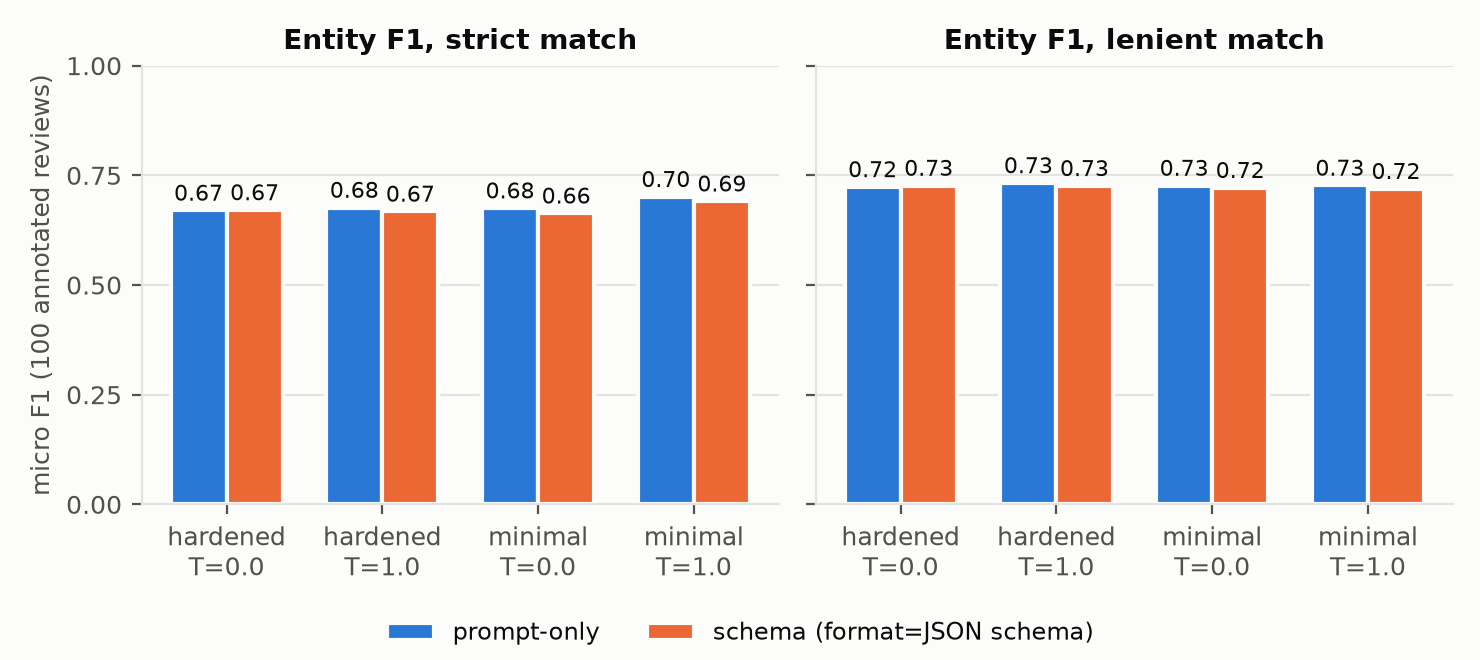 Entity F1, strict match
Entity F1, lenient match
micro F1 (100 annotated reviews)
1.00
0.75
0.50
0.25
0.00
0.67 0.67 0.68 0.67 0.68 0.66 0.70 0.69
0.72 0.73 0.73 0.73 0.73 0.72 0.73 0.72
hardened hardened minimal minimal
T=0.0 T=1.0 T=0.0 T=1.0
hardened hardened minimal minimal
T=0.0 T=1.0 T=0.0 T=1.0
prompt-only schema (format=JSON schema)